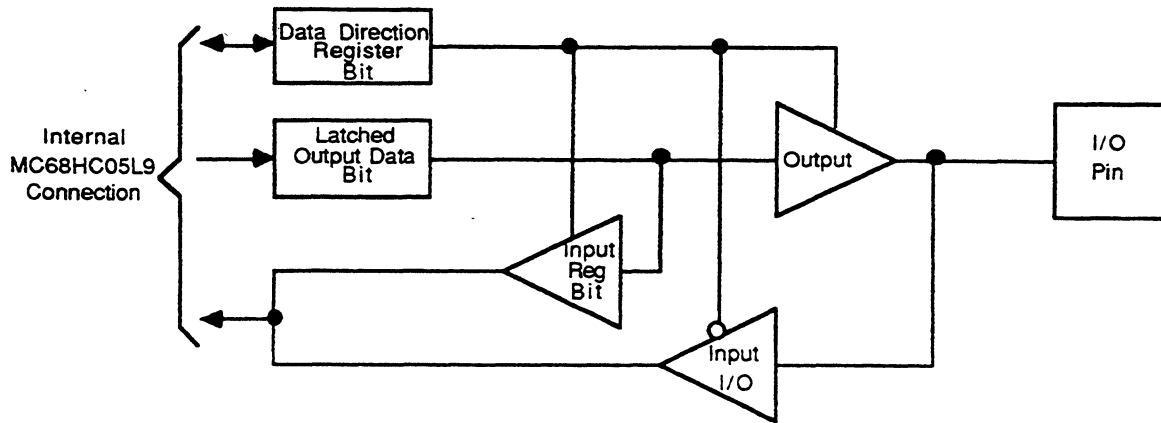 Data Direction
Register
Bit
Internal
MC68HC05L9
Connection
Latched
Output Data
Bit
Output
I/O
Pin
Input
Reg
Bit
Input
I/O